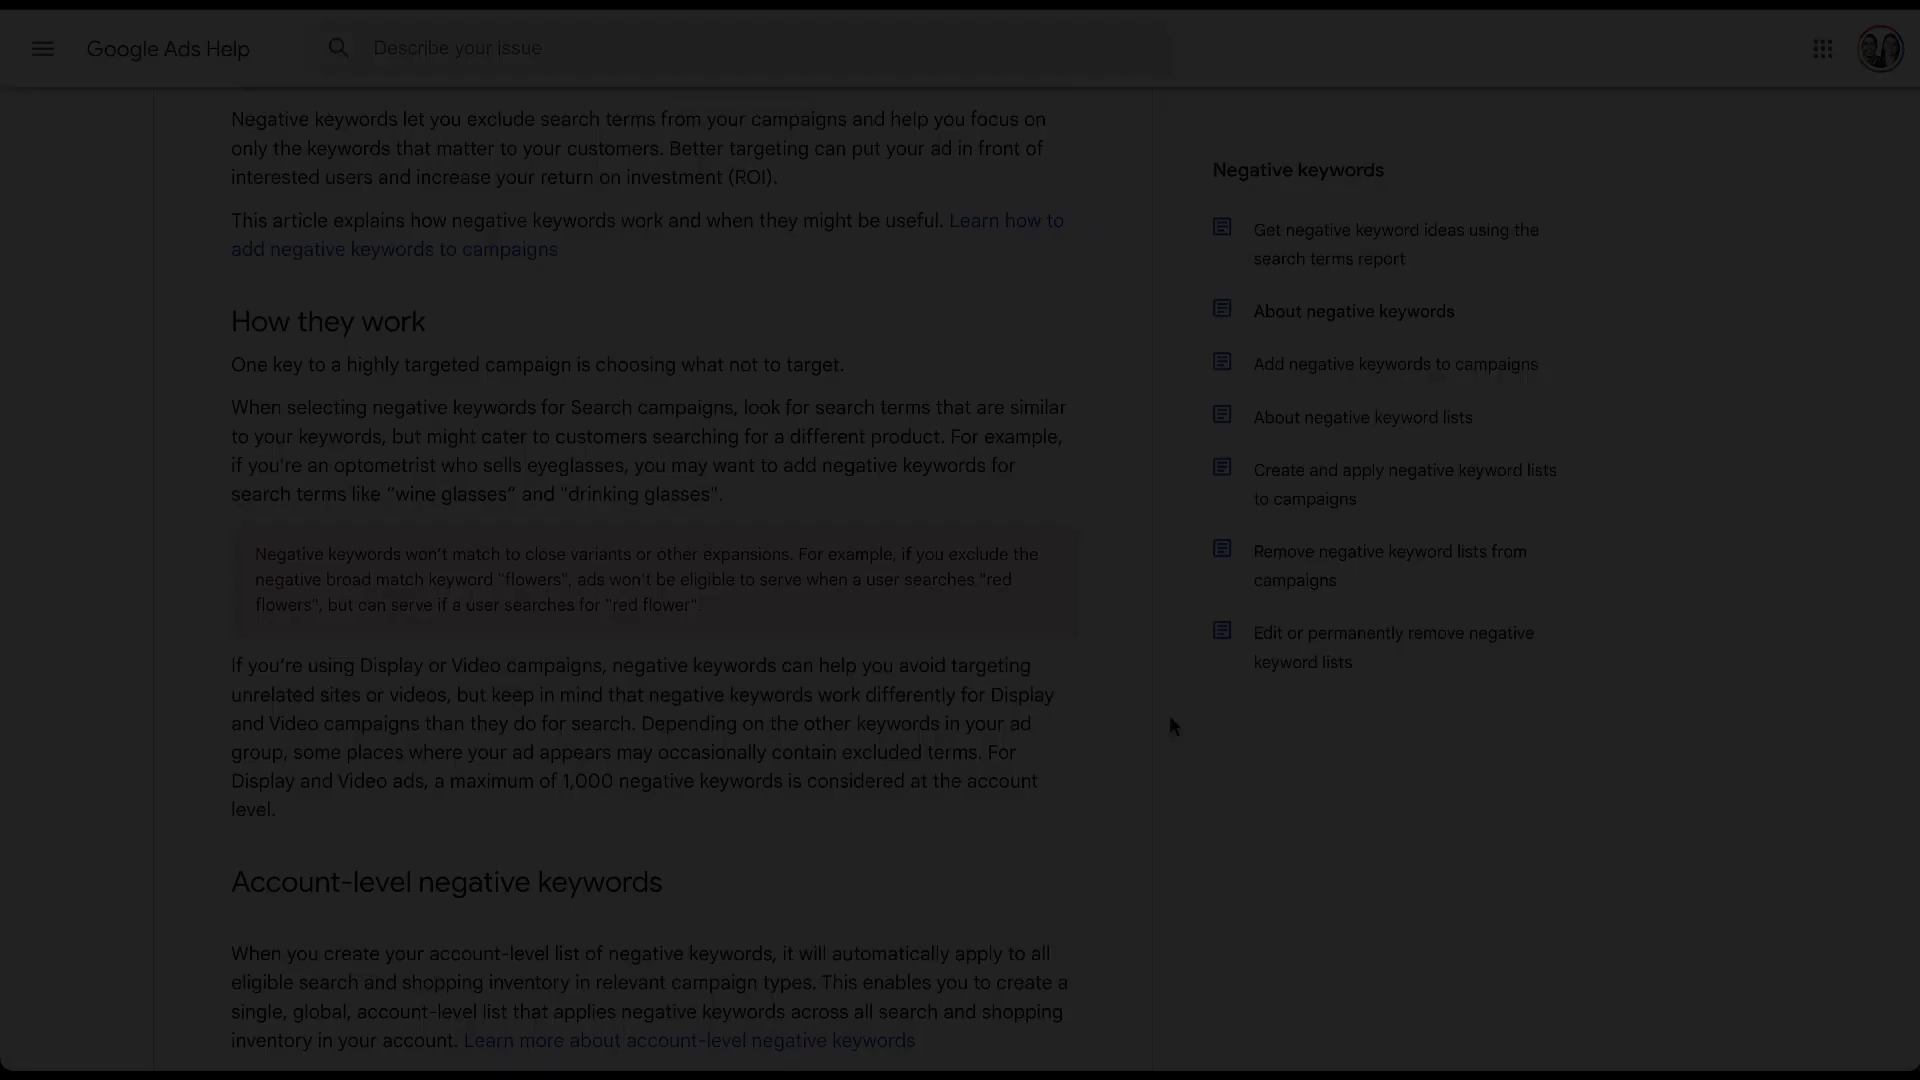 Google Ads Help
Describe your issue
Negative keywords let you exclude search terms from your campaigns and help you focus on
only the keywords that matter to your customers. Better targeting can put your ad in front of
interested users and increase your return on investment (ROI).
This article explains how negative keywords work and when they might be useful. Learn how to
add negative keywords to campaigns
How they work
One key to a highly targeted campaign is choosing what not to target.
When selecting negative keywords for Search campaigns, look for search terms that are similar
to your keywords, but might cater to customers searching for a different product. For example,
if you're an optometrist who sells eyeglasses, you may want to add negative keywords for
search terms like “wine glasses” and "drinking glasses".
Negative keywords won’t match to close variants or other expansions. For example, if you exclude the
negative broad match keyword "flowers", ads won't be eligible to serve when a user searches "red
flowers", but can serve if a user searches for "red flower".
If you’re using Display or Video campaigns, negative keywords can help you avoid targeting
unrelated sites or videos, but keep in mind that negative keywords work differently for Display
and Video campaigns than they do for search. Depending on the other keywords in your ad
group, some places where your ad appears may occasionally contain excluded terms. For
Display and Video ads, a maximum of 1,000 negative keywords is considered at the account
level.
Account-level negative keywords
When you create your account-level list of negative keywords, it will automatically apply to all
eligible search and shopping inventory in relevant campaign types. This enables you to create a
single, global, account-level list that applies negative keywords across all search and shopping
inventory in your account. Learn more about account-level negative keywords
Negative keywords
Get negative keyword ideas using the
search terms report
About negative keywords
Add negative keywords to campaigns
About negative keyword lists
Create and apply negative keyword lists
to campaigns
Remove negative keyword lists from
campaigns
Edit or permanently remove negative
keyword lists